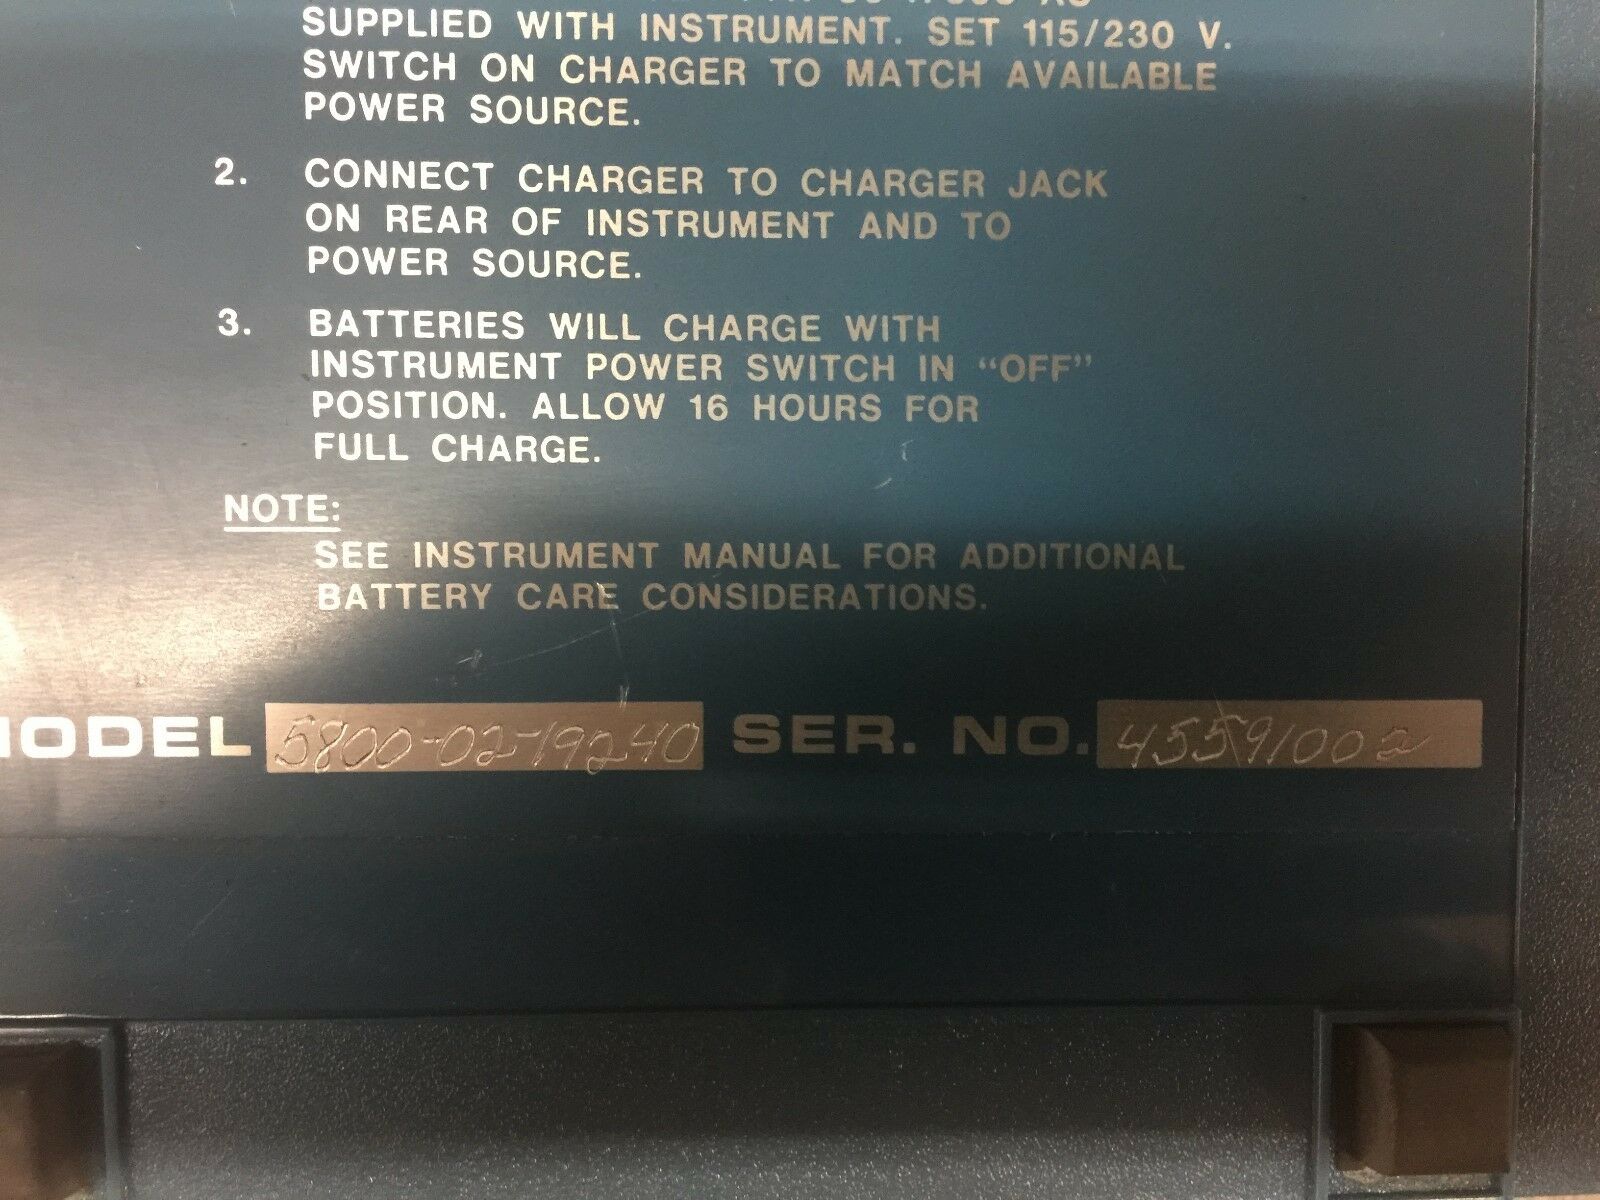 SUPPLIED WITH INSTRUMENT. SET 115/230 V.
SWITCH ON CHARGER TO MATCH AVAILABLE
POWER SOURCE.
2. CONNECT CHARGER TO CHARGER JACK
ON REAR OF INSTRUMENT AND TO
POWER SOURCE.
3. BATTERIES WILL CHARGE WITH
INSTRUMENT POWER SWITCH IN “OFF”
POSITION. ALLOW 16 HOURS FOR
FULL CHARGE.
NOTE:
SEE INSTRUMENT MANUAL FOR ADDITIONAL
BATTERY CARE CONSIDERATIONS.
MODEL 5800-02-19240 SER. NO. 45591002